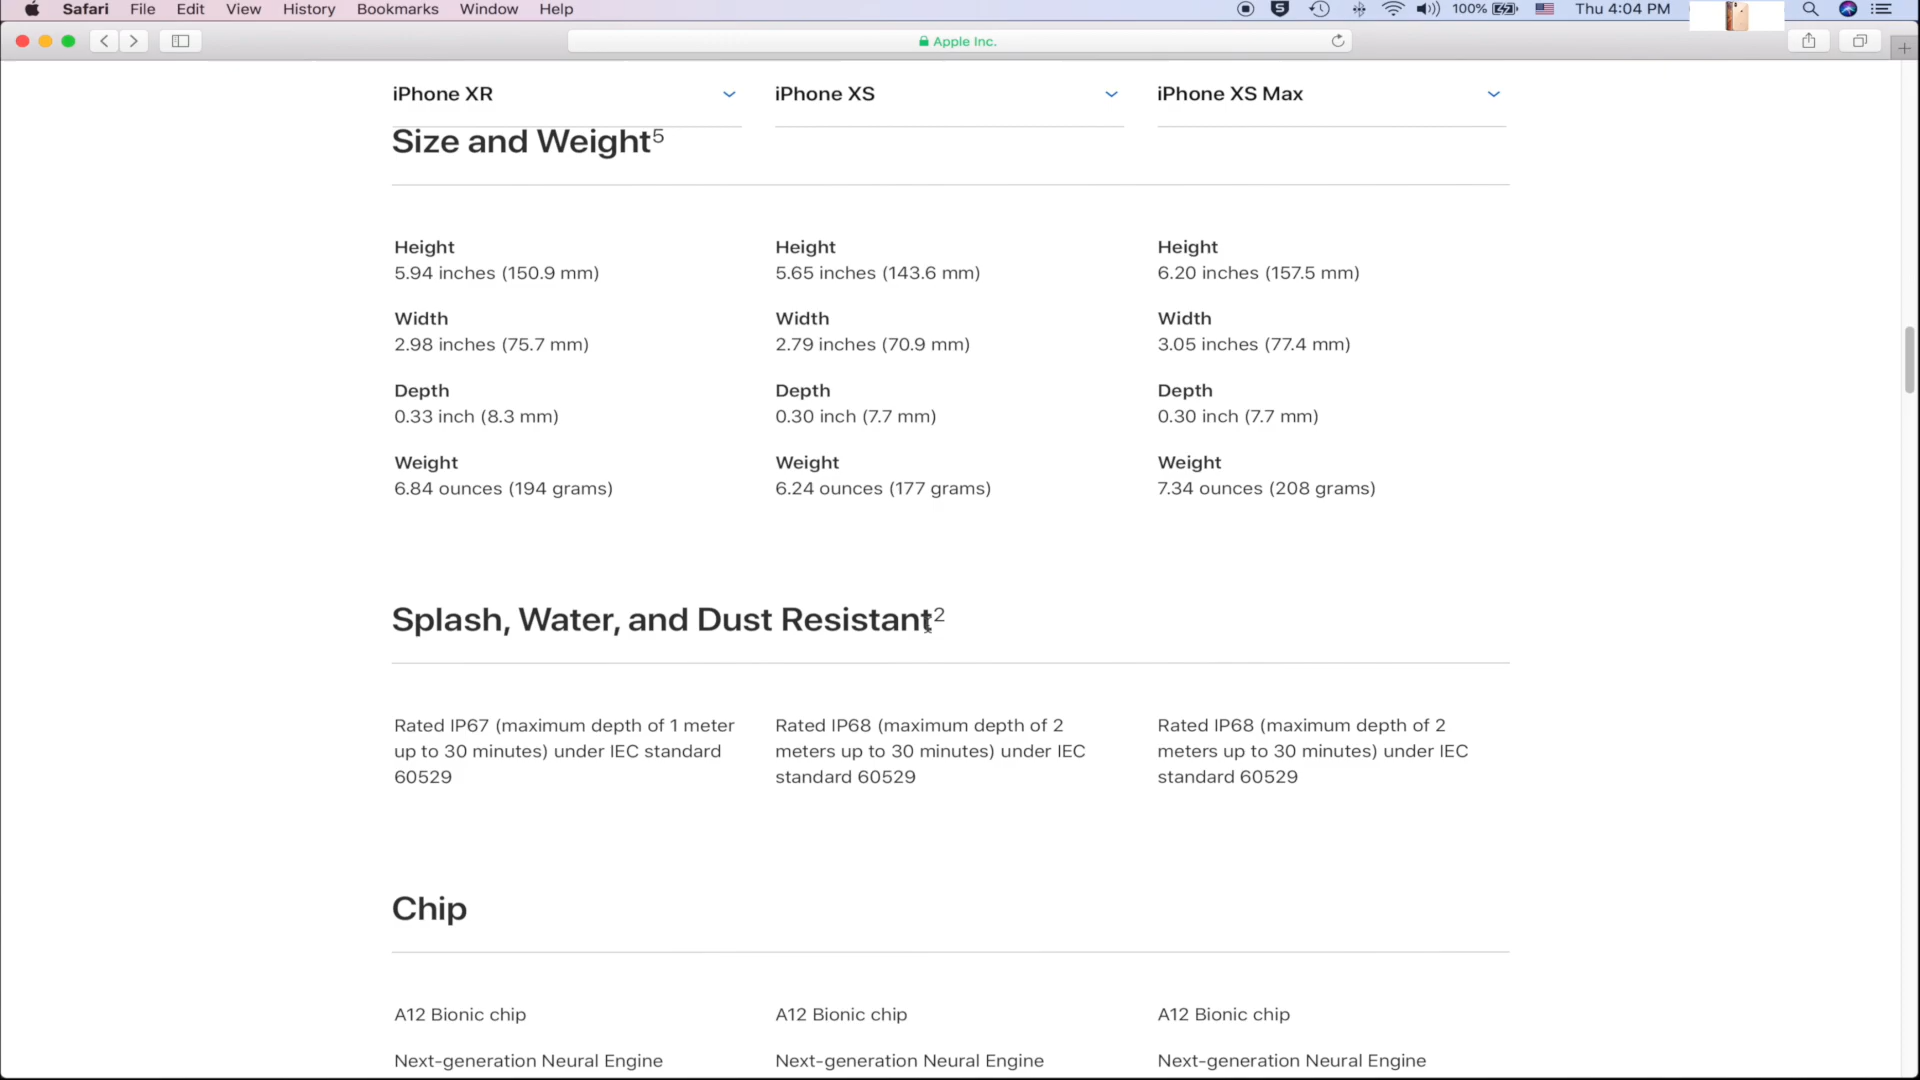 Safari File Edit View History Bookmarks Window Help 100% Thu 4:04 PM
Apple Inc.
iPhone XR iPhone XS iPhone XS Max
Size and Weight5
Height Height Height
5.94 inches (150.9 mm) 5.65 inches (143.6 mm) 6.20 inches (157.5 mm)
Width Width Width
2.98 inches (75.7 mm) 2.79 inches (70.9 mm) 3.05 inches (77.4 mm)
Depth Depth Depth
0.33 inch (8.3 mm) 0.30 inch (7.7 mm) 0.30 inch (7.7 mm)
Weight Weight Weight
6.84 ounces (194 grams) 6.24 ounces (177 grams) 7.34 ounces (208 grams)
Splash, Water, and Dust Resistant2
Rated IP67 (maximum depth of 1 meter Rated IP68 (maximum depth of 2 Rated IP68 (maximum depth of 2
up to 30 minutes) under IEC standard meters up to 30 minutes) under IEC meters up to 30 minutes) under IEC
60529 standard 60529 standard 60529
Chip
A12 Bionic chip A12 Bionic chip A12 Bionic chip
Next-generation Neural Engine Next-generation Neural Engine Next-generation Neural Engine